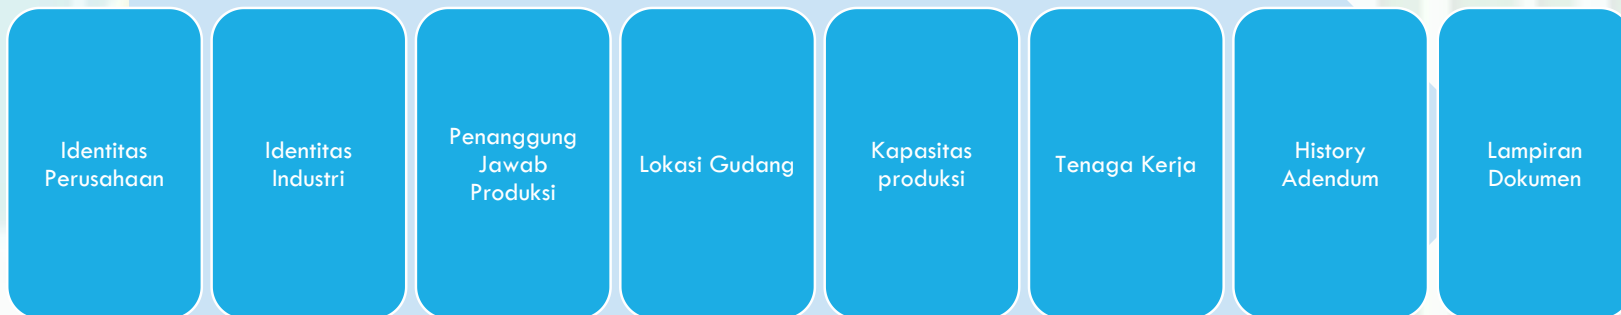 Identitas
Perusahaan
Identitas
Industri
Penanggung
Jawab
Produksi
Lokasi Gudang
Kapasitas
produksi
Tenaga Kerja
History
Adendum
Lampiran
Dokumen